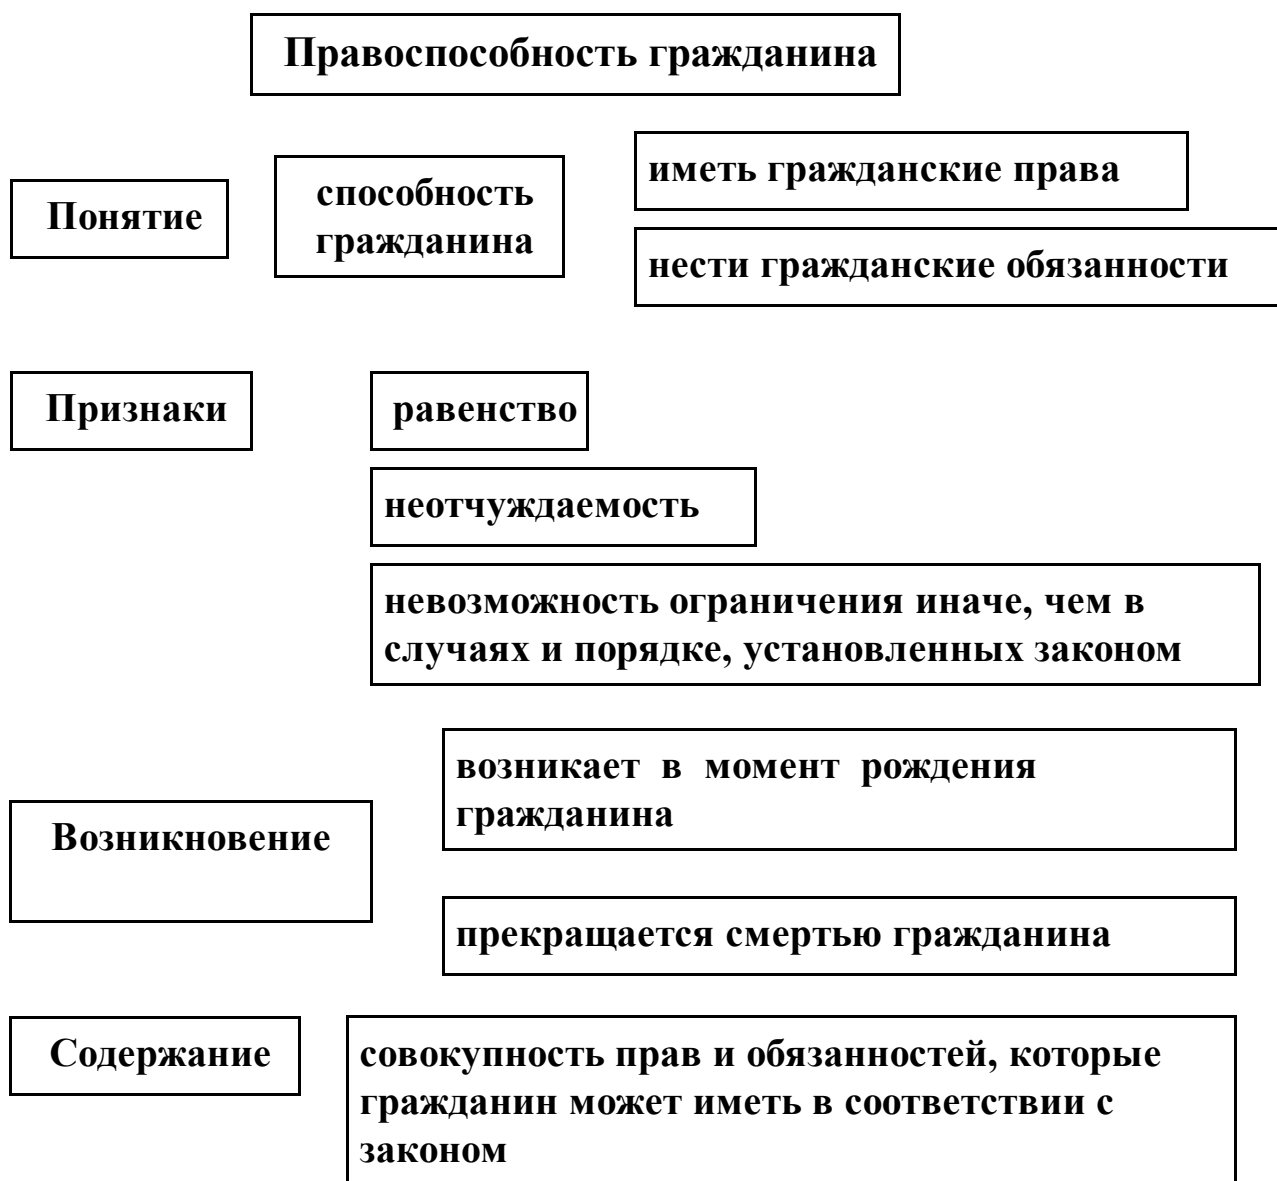 Правоспособность гражданина
Понятие
способность
гражданина
иметь гражданские права
нести гражданские обязанности
Признаки
равенство
неотчуждаемость
невозможность ограничения иначе, чем в
случаях и порядке, установленных законом
Возникновение
возникает в момент рождения
гражданина
прекращается смертью гражданина
Содержание
совокупность прав и обязанностей, которые
гражданин может иметь в соответствии с
законом